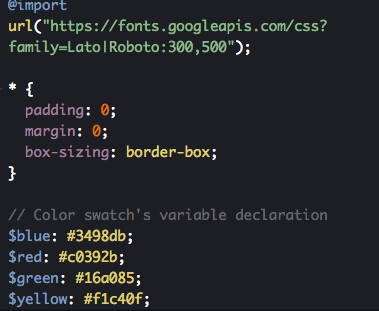 @import
url("https://fonts.googleapis.com/css?
family=Lato|Roboto:300,500");
* {
padding: 0;
margin: 0;
box-sizing: border-box;
}
// Color swatch's variable declaration
$blue: #3498db;
$red: #c0392b;
$green: #16a085;
$yellow: #f1c40f;